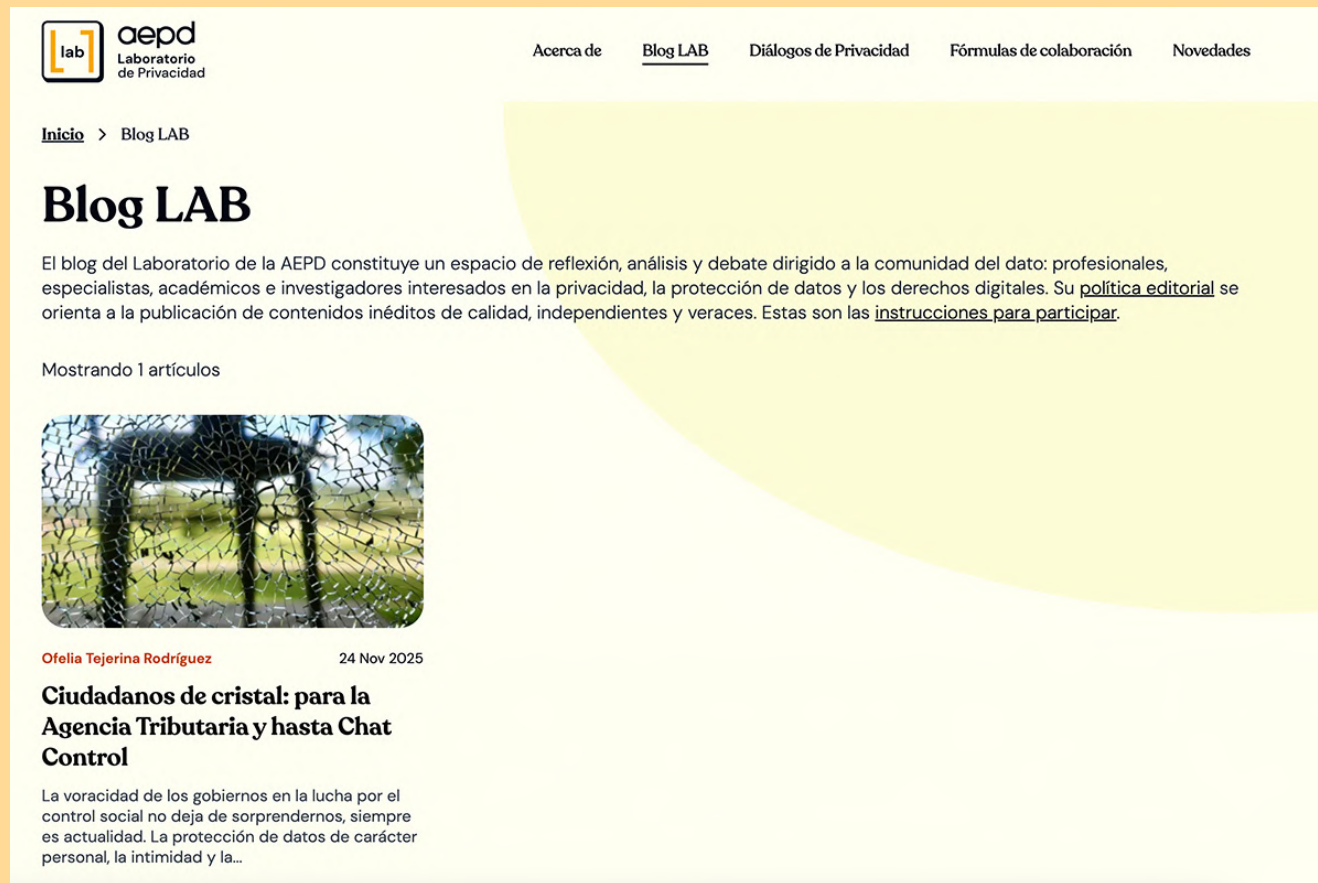 lab
aepd
Laboratorio
de Privacidad
Acerca de
Blog LAB
Diálogos de Privacidad
Fórmulas de colaboración
Novedades
Inicio > Blog LAB
Blog LAB
El blog del Laboratorio de la AEPD constituye un espacio de reflexión, análisis y debate dirigido a la comunidad del dato: profesionales,
especialistas, académicos e investigadores interesados en la privacidad, la protección de datos y los derechos digitales. Su política editorial se
orienta a la publicación de contenidos inéditos de calidad, independientes y veraces. Estas son las instrucciones para participar.
Mostrando 1 artículos
Ofelia Tejerina Rodríguez
24 Nov 2025
Ciudadanos de cristal: para la
Agencia Tributaria y hasta Chat
Control
La voracidad de los gobiernos en la lucha por el
control social no deja de sorprendernos, siempre
es actualidad. La protección de datos de carácter
personal, la intimidad y la...